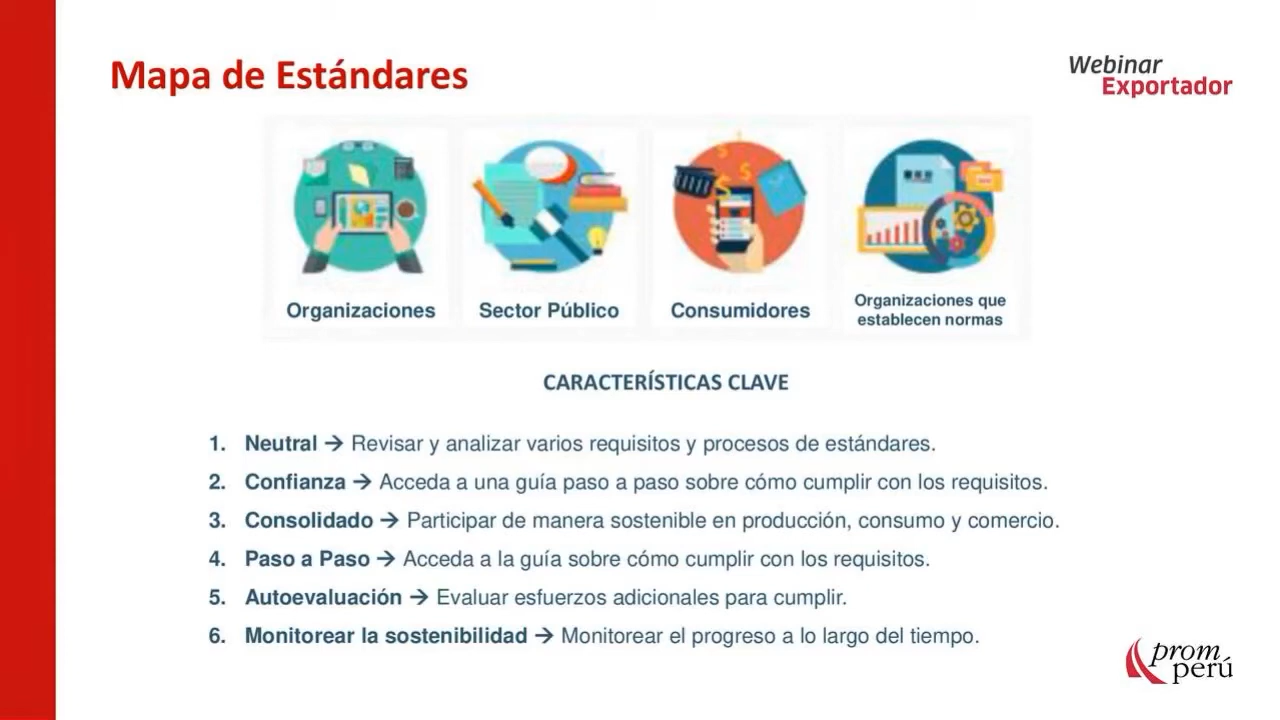 Mapa de Estándares
Webinar
Exportador
Organizaciones
Sector Público
Consumidores
Organizaciones que
establecen normas
CARACTERÍSTICAS CLAVE
1. Neutral → Revisar y analizar varios requisitos y procesos de estándares.
2. Confianza → Acceda a una guía paso a paso sobre cómo cumplir con los requisitos.
3. Consolidado → Participar de manera sostenible en producción, consumo y comercio.
4. Paso a Paso → Acceda a la guía sobre cómo cumplir con los requisitos.
5. Autoevaluación → Evaluar esfuerzos adicionales para cumplir.
6. Monitorear la sostenibilidad → Monitorear el progreso a lo largo del tiempo.
prom
perú